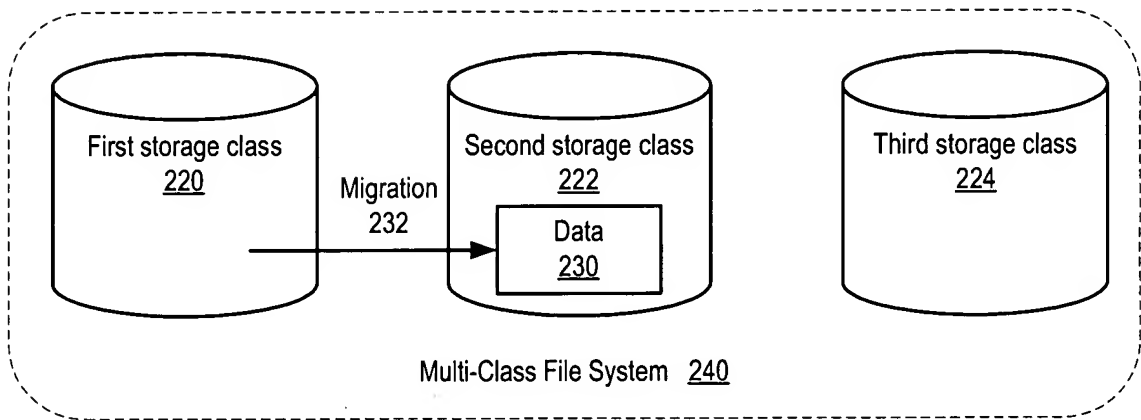 First storage class
220
Second storage class
222
Third storage class
224
Migration
232
Data
230
Multi-Class File System 240